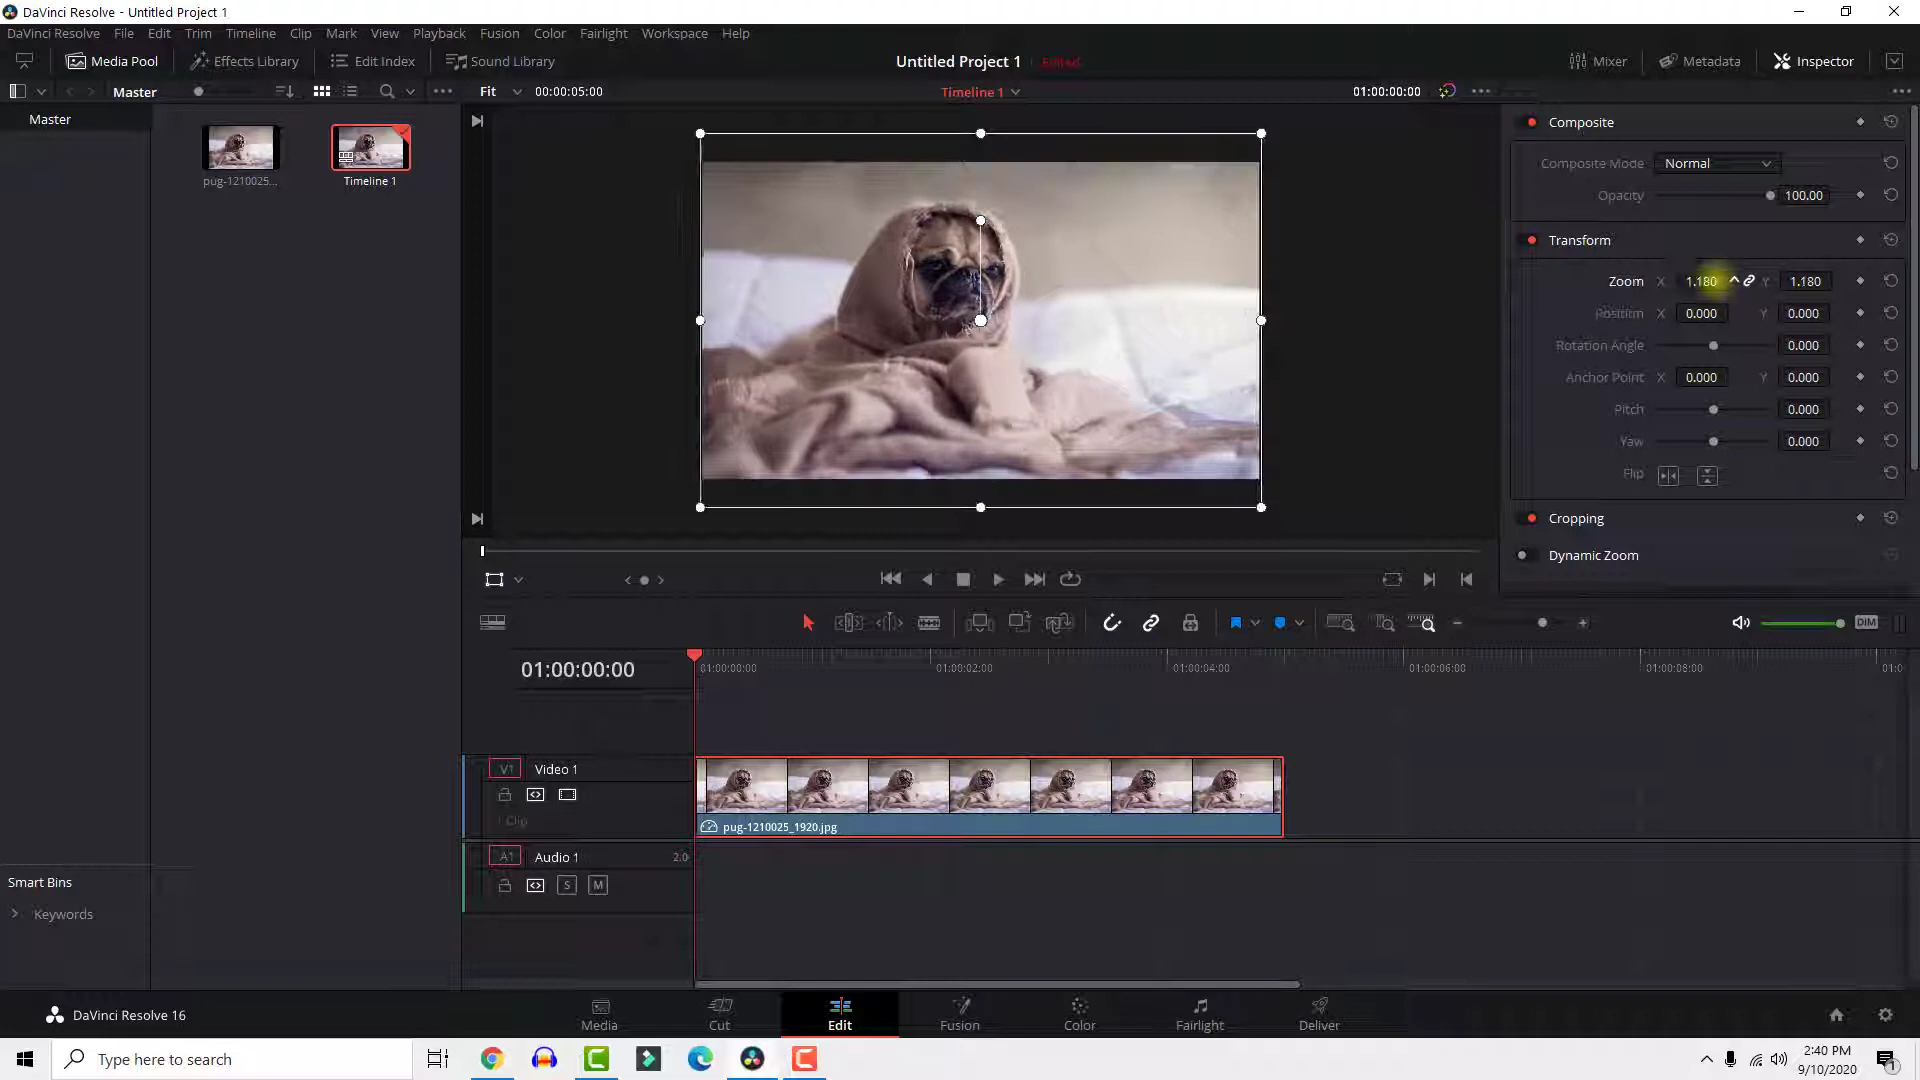 DaVinci Resolve - Untitled Project 1
DaVinci Resolve File Edit Trim Timeline Clip Mark View Playback Fusion Color Fairlight Workspace Help
Media Pool Effects Library Edit Index Sound Library Untitled Project 1 Edited Mixer Metadata Inspector
Master Fit 00:00:05:00 Timeline 1 01:00:00:00
Master
pug-1210025... Timeline 1
Composite
Composite Mode Normal
Opacity 100.00
Transform
Zoom X 1.180 Y 1.180
Position X 0.000 Y 0.000
Rotation Angle 0.000
Anchor Point X 0.000 Y 0.000
Pitch 0.000
Yaw 0.000
Flip
Cropping
Dynamic Zoom
DIM
01:00:00:00 01:00:00:00 01:00:02:00 01:00:04:00 01:00:06:00 01:00:08:00 01:0
V1 Video 1
1 Clip
pug-1210025_1920.jpg
A1 Audio 1 2.0
S M
Smart Bins
Keywords
DaVinci Resolve 16
Media Cut Edit Fusion Color Fairlight Deliver
Type here to search
2:40 PM
9/10/2020
1